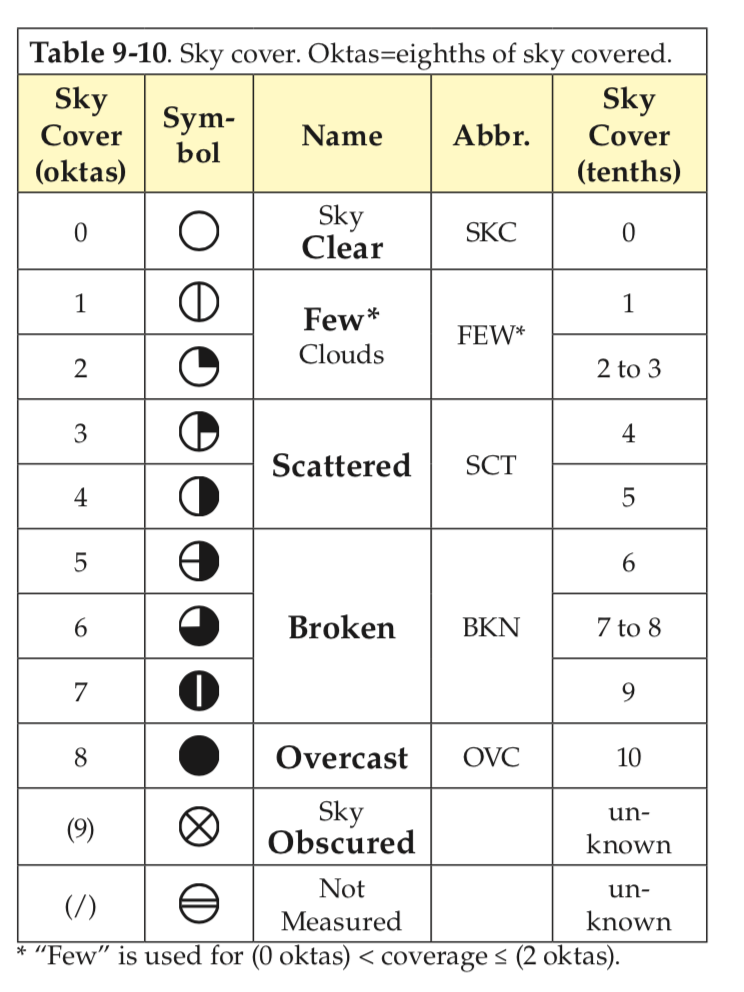 Table 9-10. Sky cover. Oktas=eighths of sky covered.
Sky Cover (oktas) Sym-bol Name Abbr. Sky Cover (tenths)
0 Sky Clear SKC 0
1 Few* Clouds FEW* 1
2 2 to 3
3 Scattered SCT 4
4 5
5 Broken BKN 6
6 7 to 8
7 9
8 Overcast OVC 10
(9) Sky Obscured un-known
(/) Not Measured un-known
* “Few” is used for (0 oktas) < coverage ≤ (2 oktas).